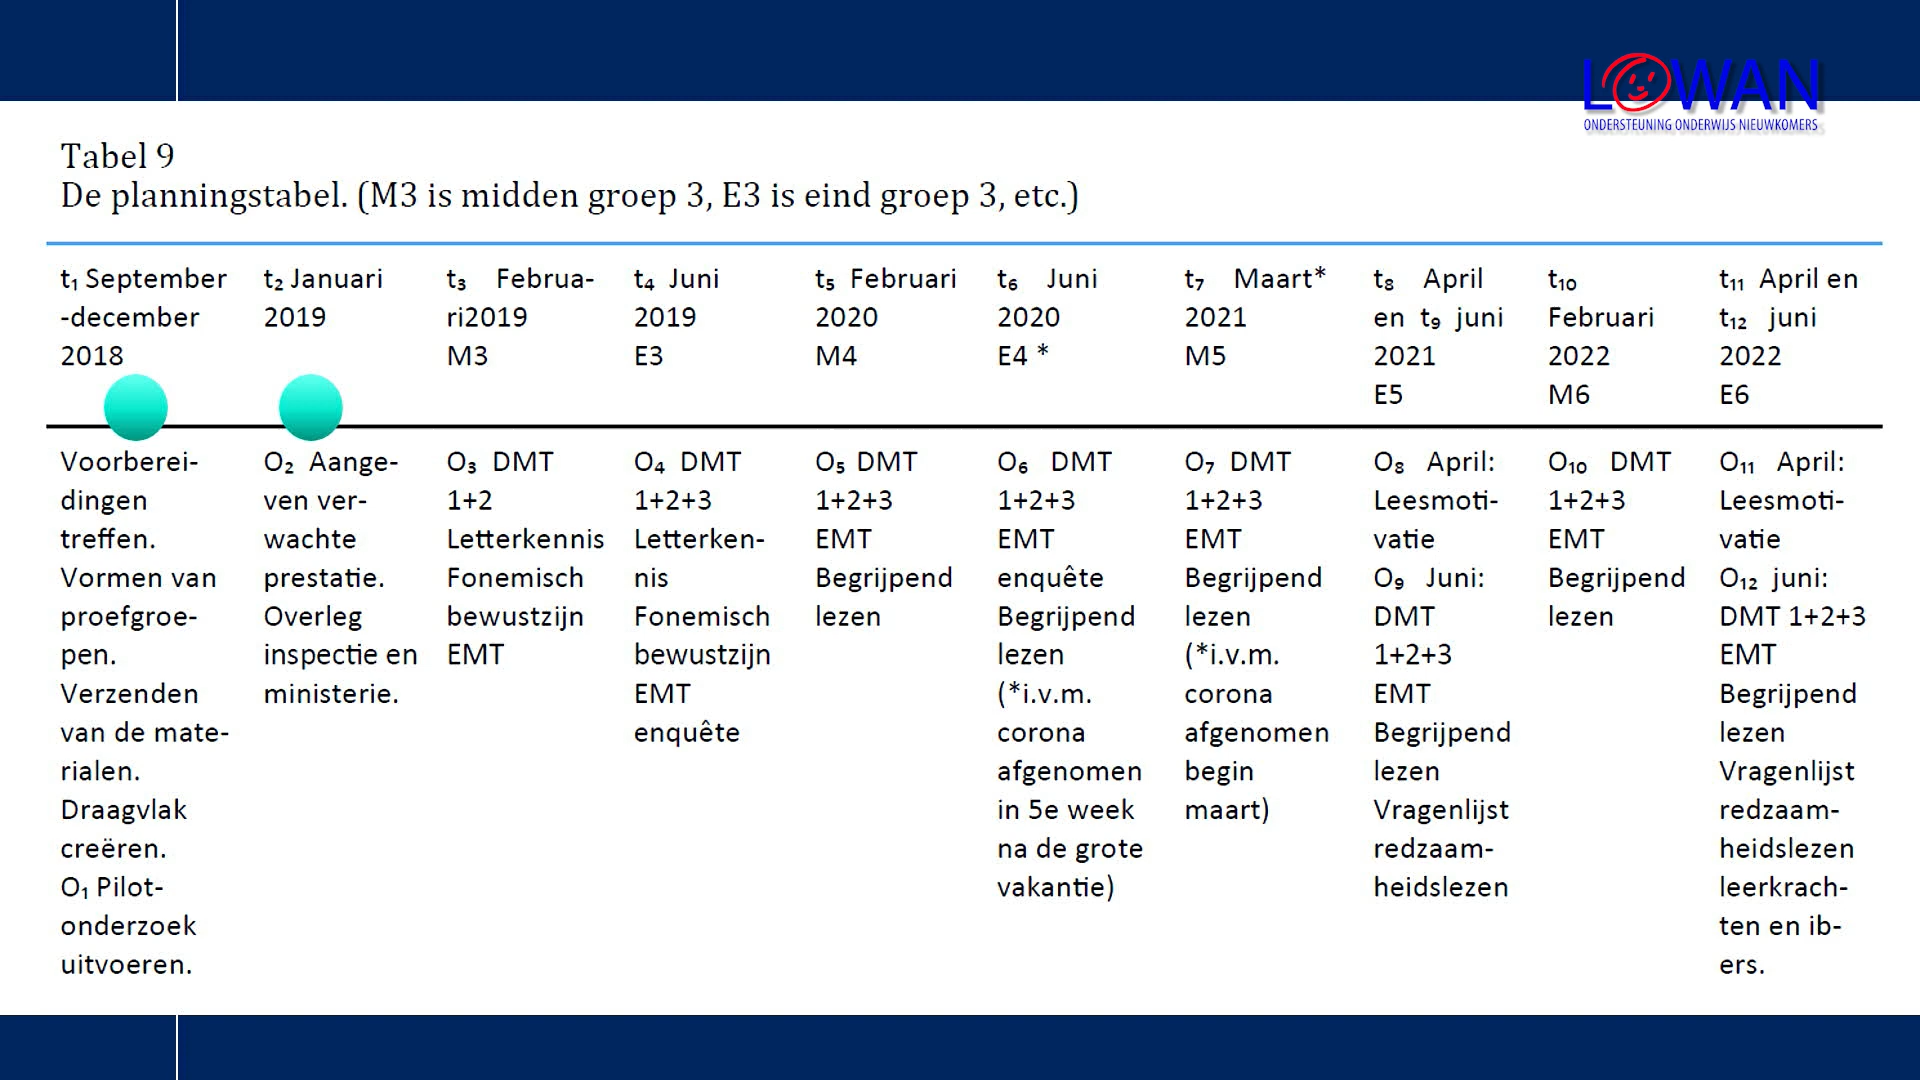 LOWAN
ONDERSTEUNING ONDERWIJS NIEUWKOMERS
Tabel 9
De planningstabel. (M3 is midden groep 3, E3 is eind groep 3, etc.)
t₁ September
-december
2018
t₂ Januari
2019
t₃ Februa-
ri2019
M3
t₄ Juni
2019
E3
t₅ Februari
2020
M4
t₆ Juni
2020
E4 *
t₇ Maart*
2021
M5
t₈ April
en t₉ juni
2021
E5
t₁₀
Februari
2022
M6
t₁₁ April en
t₁₂ juni
2022
E6
Voorberei-
dingen
treffen.
Vormen van
proefgroe-
pen.
Verzenden
van de mate-
rialen.
Draagvlak
creëren.
O₁ Pilot-
onderzoek
uitvoeren.
O₂ Aange-
ven ver-
wachte
prestatie.
Overleg
inspectie en
ministerie.
O₃ DMT
1+2
Letterkennis
Fonemisch
bewustzijn
EMT
O₄ DMT
1+2+3
Letterken-
nis
Fonemisch
bewustzijn
EMT
enquête
O₅ DMT
1+2+3
EMT
Begrijpend
lezen
O₆ DMT
1+2+3
EMT
enquête
Begrijpend
lezen
(*i.v.m.
corona
afgenomen
in 5e week
na de grote
vakantie)
O₇ DMT
1+2+3
EMT
Begrijpend
lezen
(*i.v.m.
corona
afgenomen
begin
maart)
O₈ April:
Leesmoti-
vatie
O₉ Juni:
DMT
1+2+3
EMT
Begrijpend
lezen
Vragenlijst
redzaam-
heidslezen
O₁₀ DMT
1+2+3
EMT
Begrijpend
lezen
O₁₁ April:
Leesmoti-
vatie
O₁₂ juni:
DMT 1+2+3
EMT
Begrijpend
lezen
Vragenlijst
redzaam-
heidslezen
leerkrach-
ten en ib-
ers.